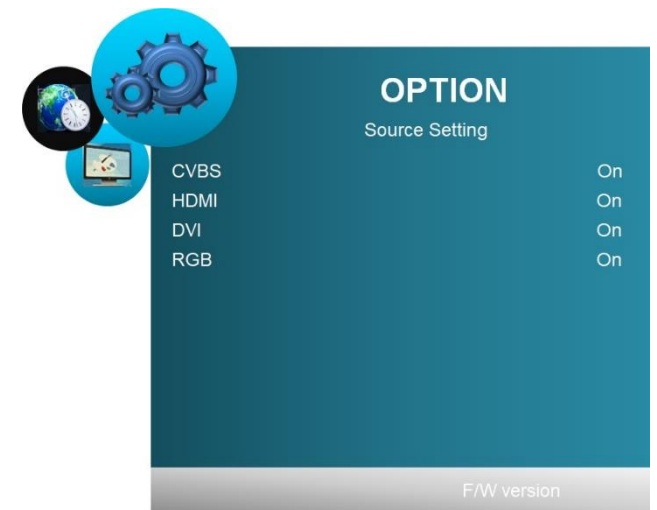 OPTION
Source Setting
CVBS On
HDMI On
DVI On
RGB On
F/W version